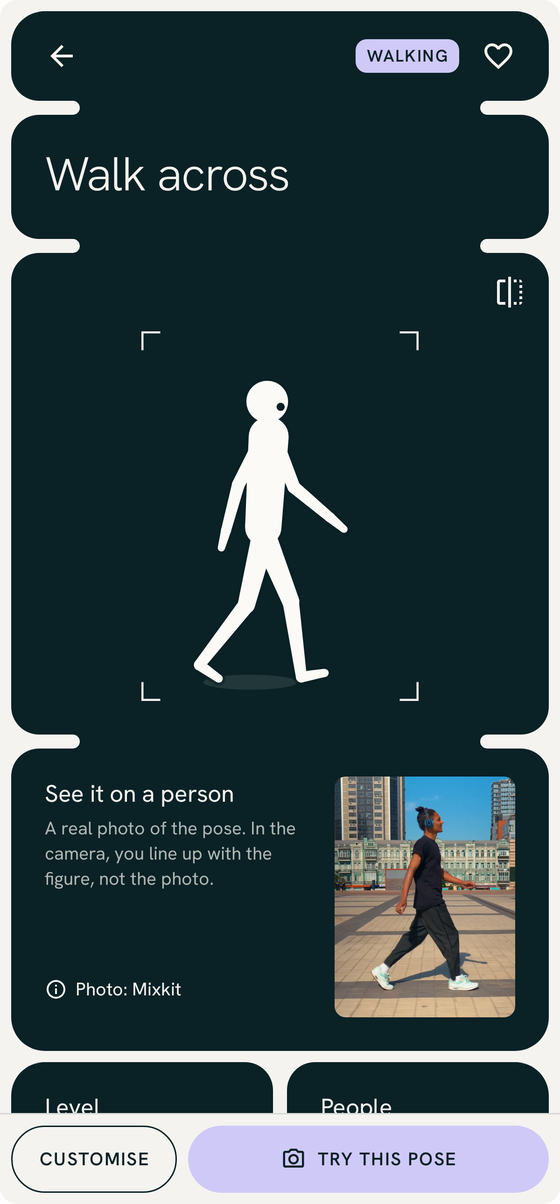 WALKING
Walk across
See it on a person
A real photo of the pose. In the
camera, you line up with the
figure, not the photo.
Photo: Mixkit
Level
People
CUSTOMISE
TRY THIS POSE